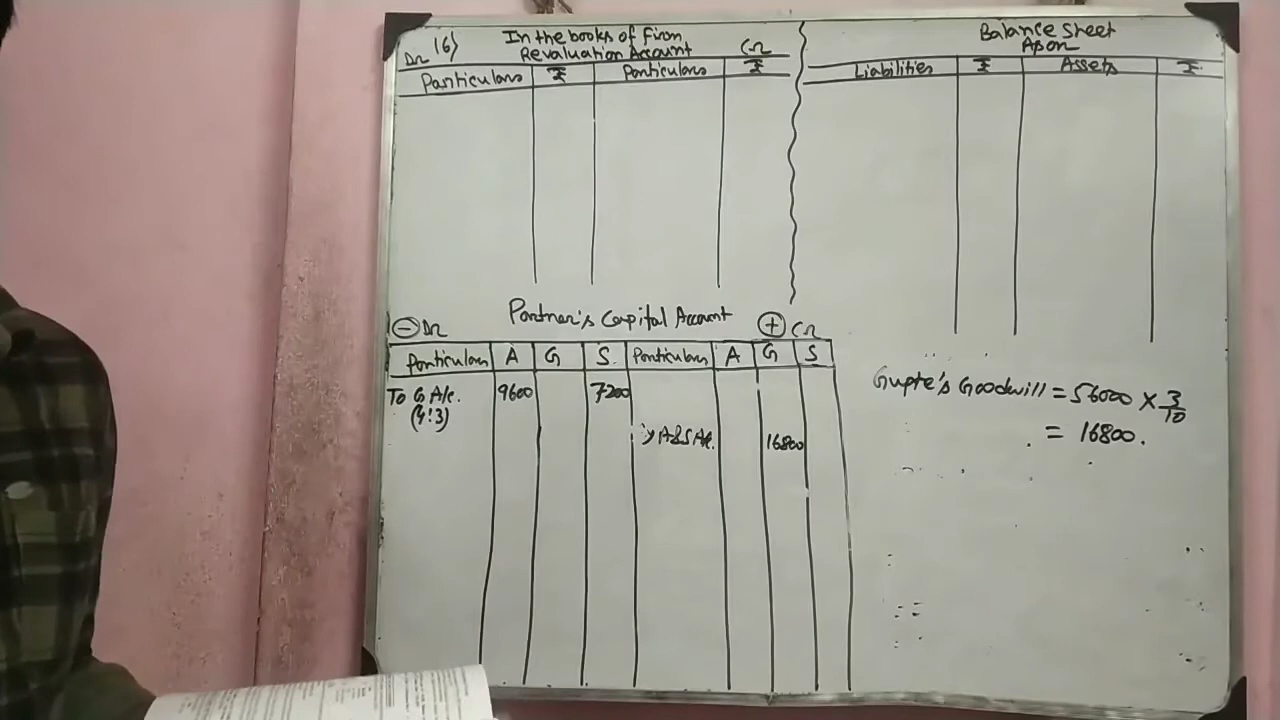 16) In the books of Firm
Dr Revaluation Account Cr
Particulars ₹ Particulars ₹
Balance Sheet
As on
Liabilities ₹ Assets ₹
Partner's Capital Account
− Dr + Cr
Particulars A G S Particulars A G S
To G A/c. 9600 7200
(4:3)
By A&S A/c. 16800
Gupte's Goodwill = 56000 × 3/10
= 16800.